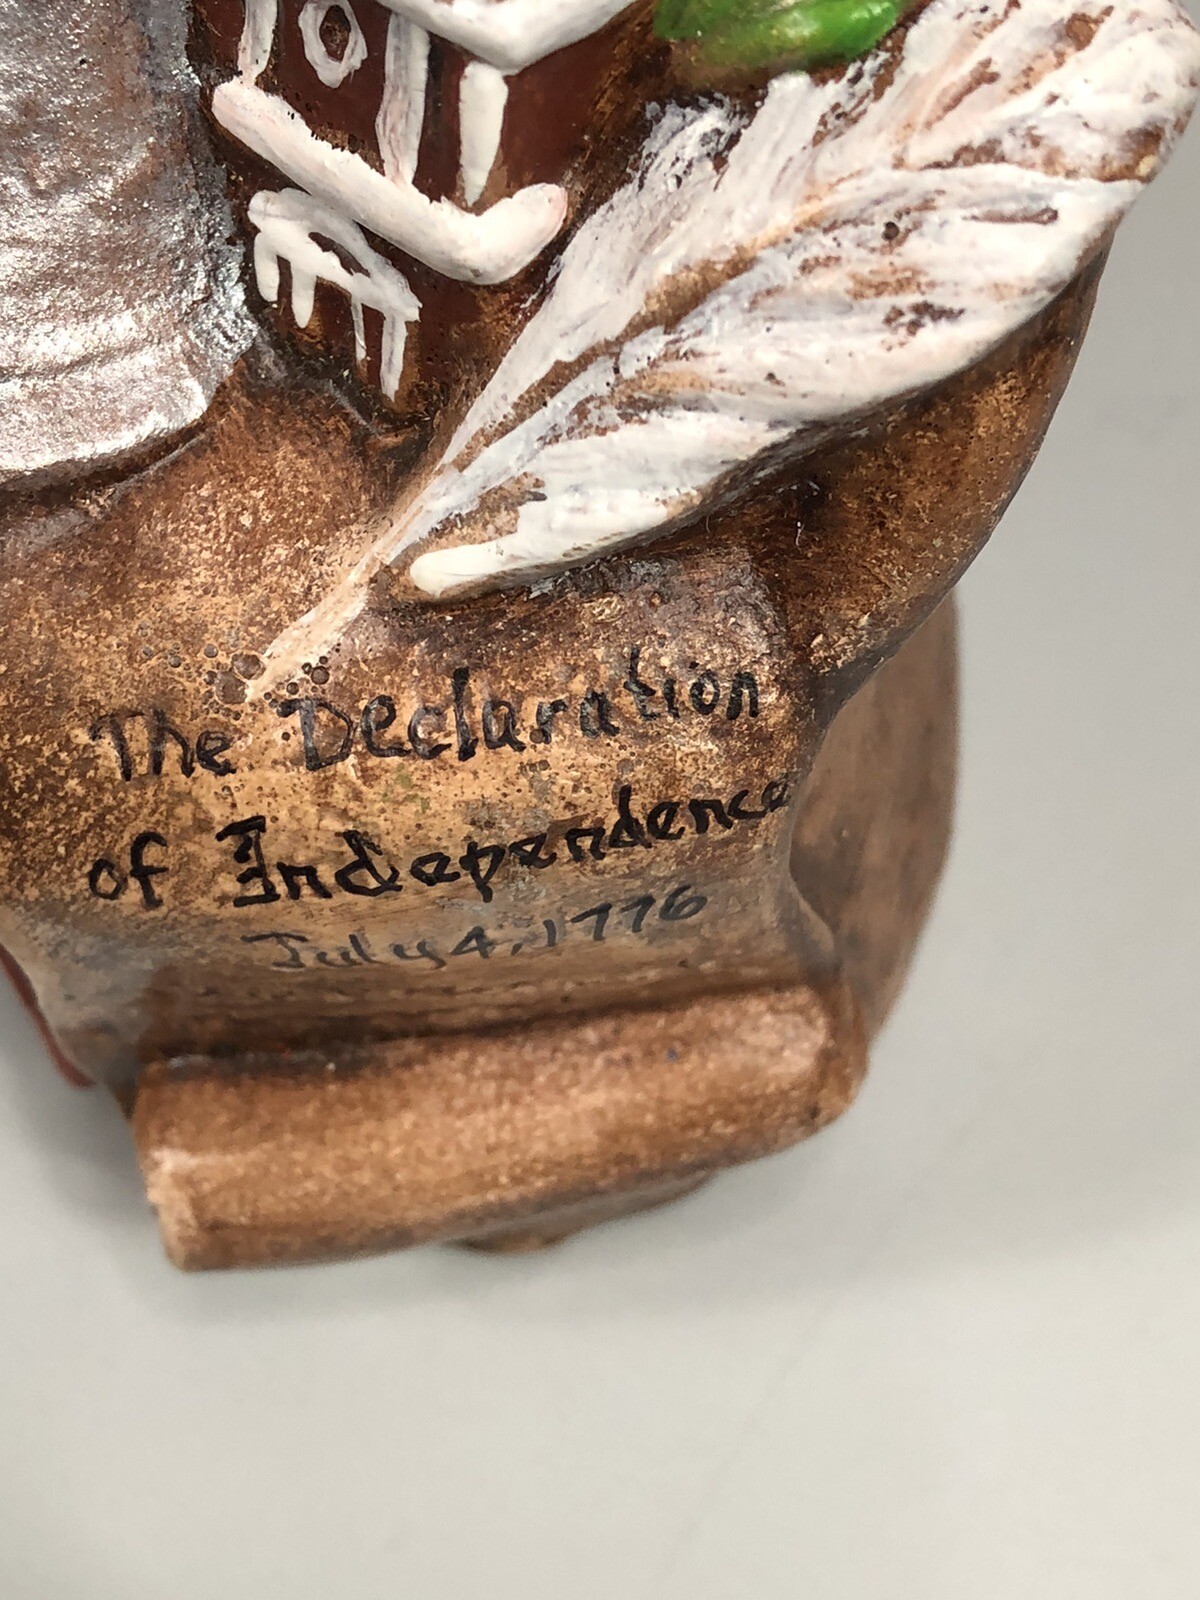 The Declaration
of Independence
July 4, 1776